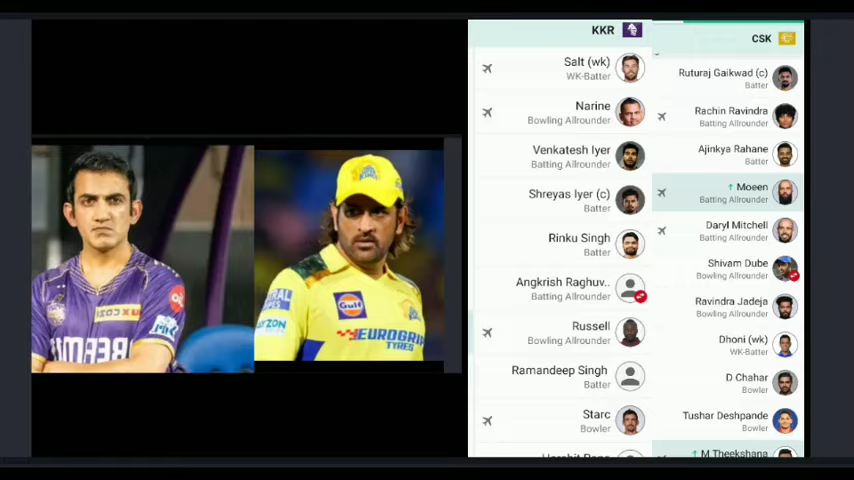 KKR
Salt (wk)
WK-Batter
Narine
Bowling Allrounder
Venkatesh Iyer
Batting Allrounder
Shreyas Iyer (c)
Batter
Rinku Singh
Batter
Angkrish Raghuv..
Batting Allrounder
Russell
Bowling Allrounder
Ramandeep Singh
Batter
Starc
Bowler
CSK
Ruturaj Gaikwad (c)
Batter
Rachin Ravindra
Batting Allrounder
Ajinkya Rahane
Batter
↑ Moeen
Batting Allrounder
Daryl Mitchell
Batting Allrounder
Shivam Dube
Bowling Allrounder
Ravindra Jadeja
Bowling Allrounder
Dhoni (wk)
WK-Batter
D Chahar
Bowler
Tushar Deshpande
Bowler
↑ M Theekshana
Gulf
EUROGRIP
TYRES